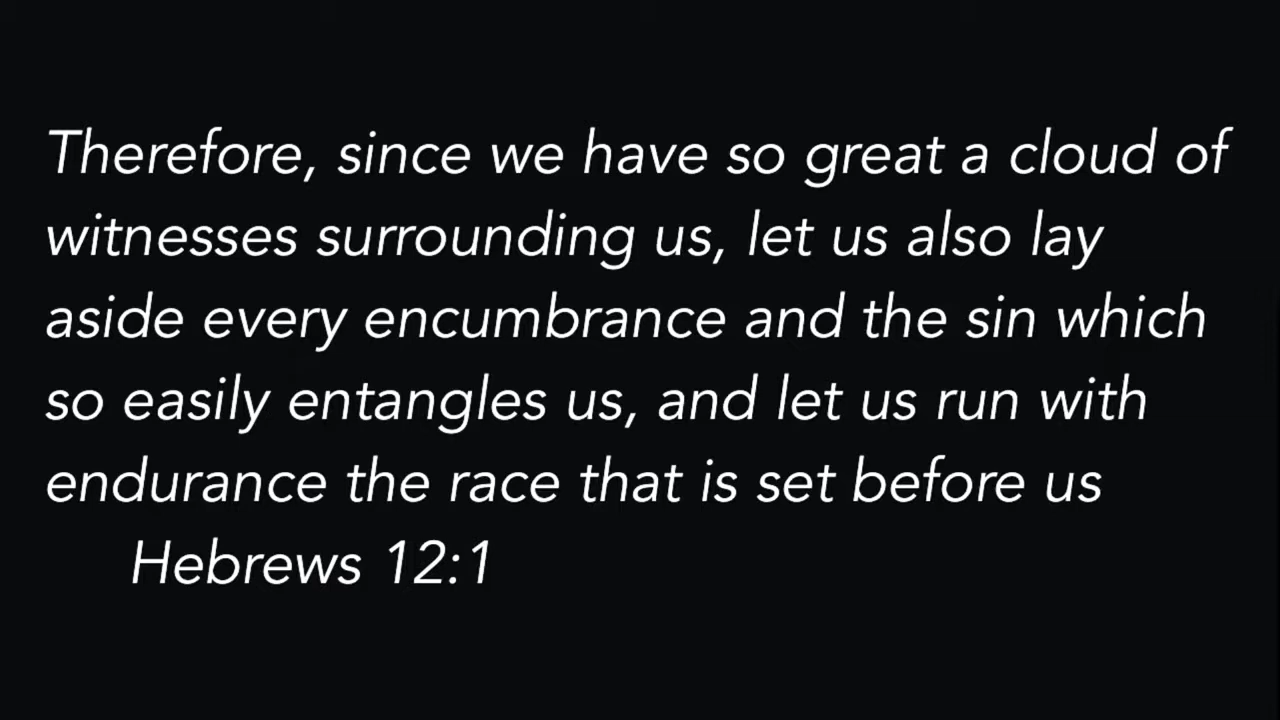 Therefore, since we have so great a cloud of
witnesses surrounding us, let us also lay
aside every encumbrance and the sin which
so easily entangles us, and let us run with
endurance the race that is set before us
Hebrews 12:1